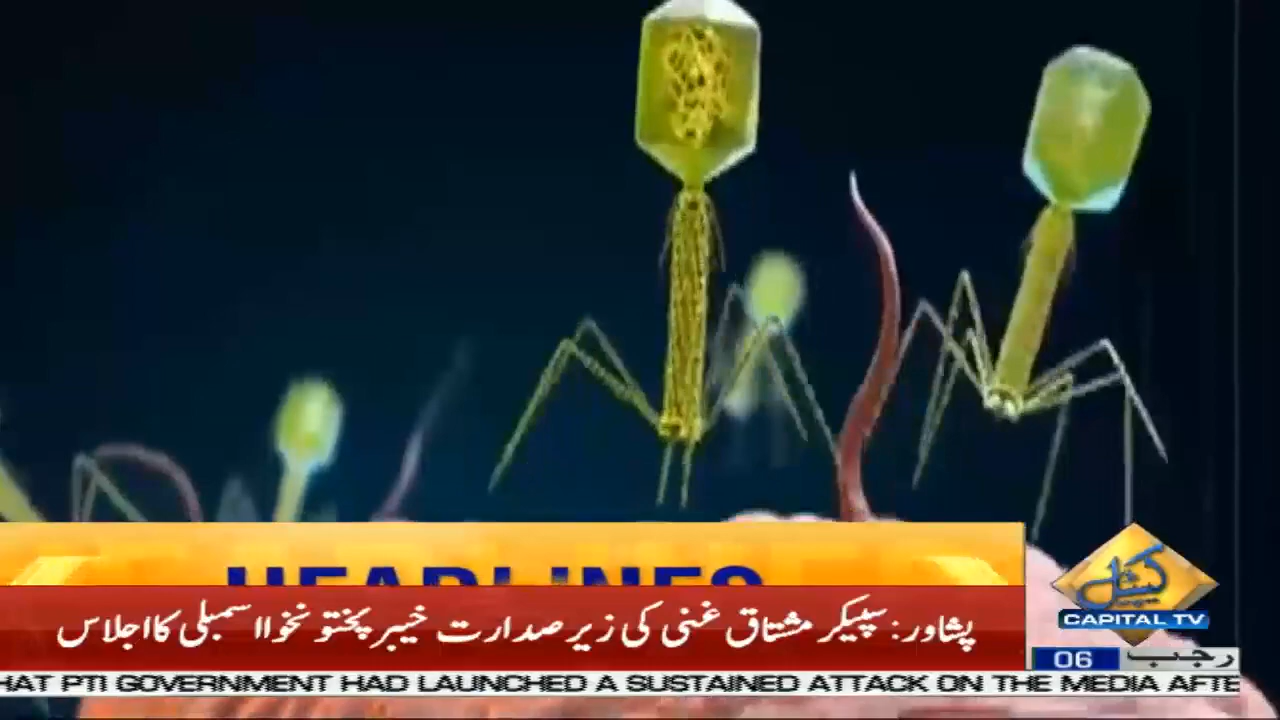 HEADLINES
پشاور: سپیکر مشتاق غنی کی زیر صدارت خیبر پختونخوا اسمبلی کا اجلاس
کیپٹل
CAPITAL TV
06 رجب
HAT PTI GOVERNMENT HAD LAUNCHED A SUSTAINED ATTACK ON THE MEDIA AFTE